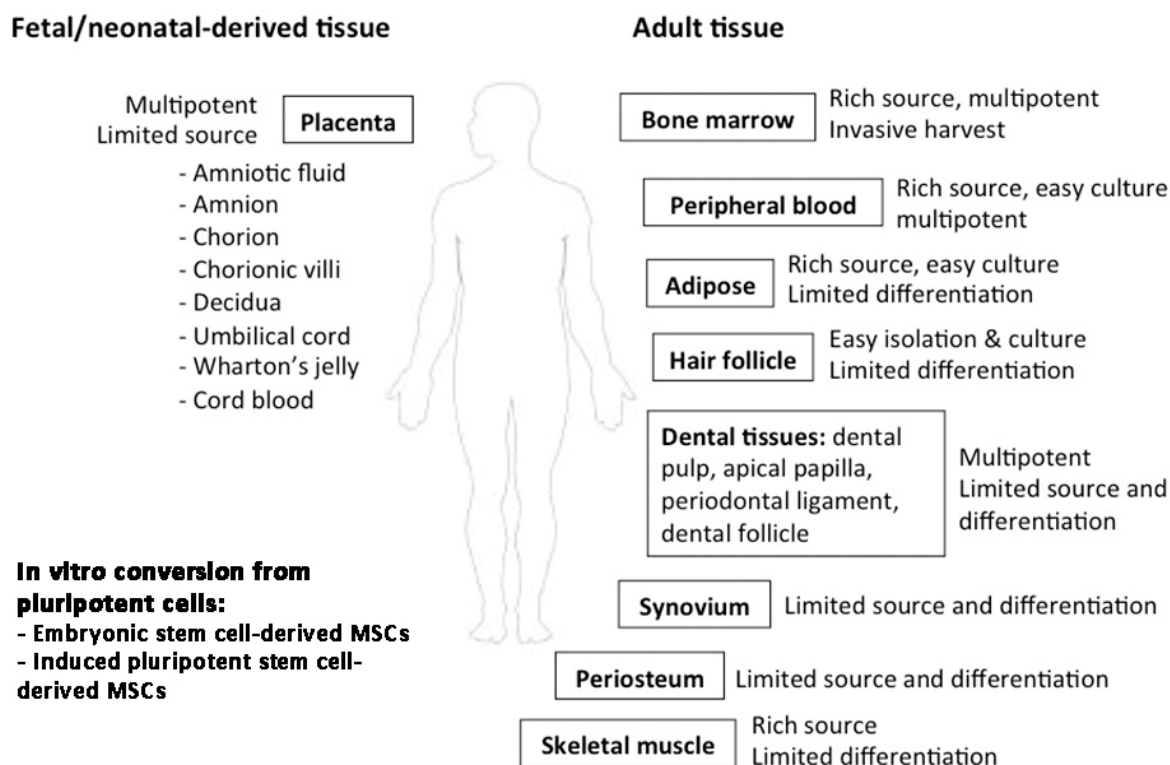 Fetal/neonatal-derived tissue
Multipotent
Limited source
Placenta
- Amniotic fluid
- Amnion
- Chorion
- Chorionic villi
- Decidua
- Umbilical cord
- Wharton's jelly
- Cord blood
In vitro conversion from
pluripotent cells:
- Embryonic stem cell-derived MSCs
- Induced pluripotent stem cell-
derived MSCs
Adult tissue
Bone marrow
Rich source, multipotent
Invasive harvest
Peripheral blood
Rich source, easy culture
multipotent
Adipose
Rich source, easy culture
Limited differentiation
Hair follicle
Easy isolation & culture
Limited differentiation
Dental tissues: dental
pulp, apical papilla,
periodontal ligament,
dental follicle
Multipotent
Limited source and
differentiation
Synovium
Limited source and differentiation
Periosteum
Limited source and differentiation
Skeletal muscle
Rich source
Limited differentiation